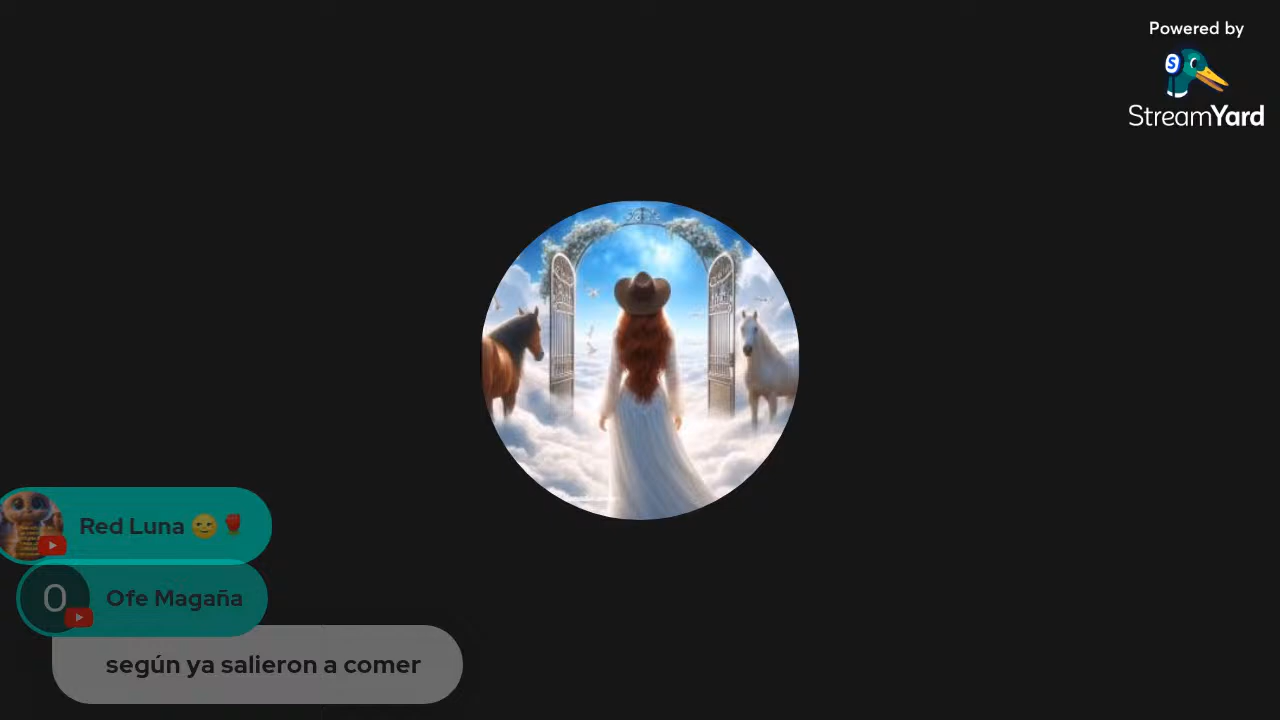 Powered by
StreamYard
Red Luna 🌝🌹
Ofe Magaña
según ya salieron a comer